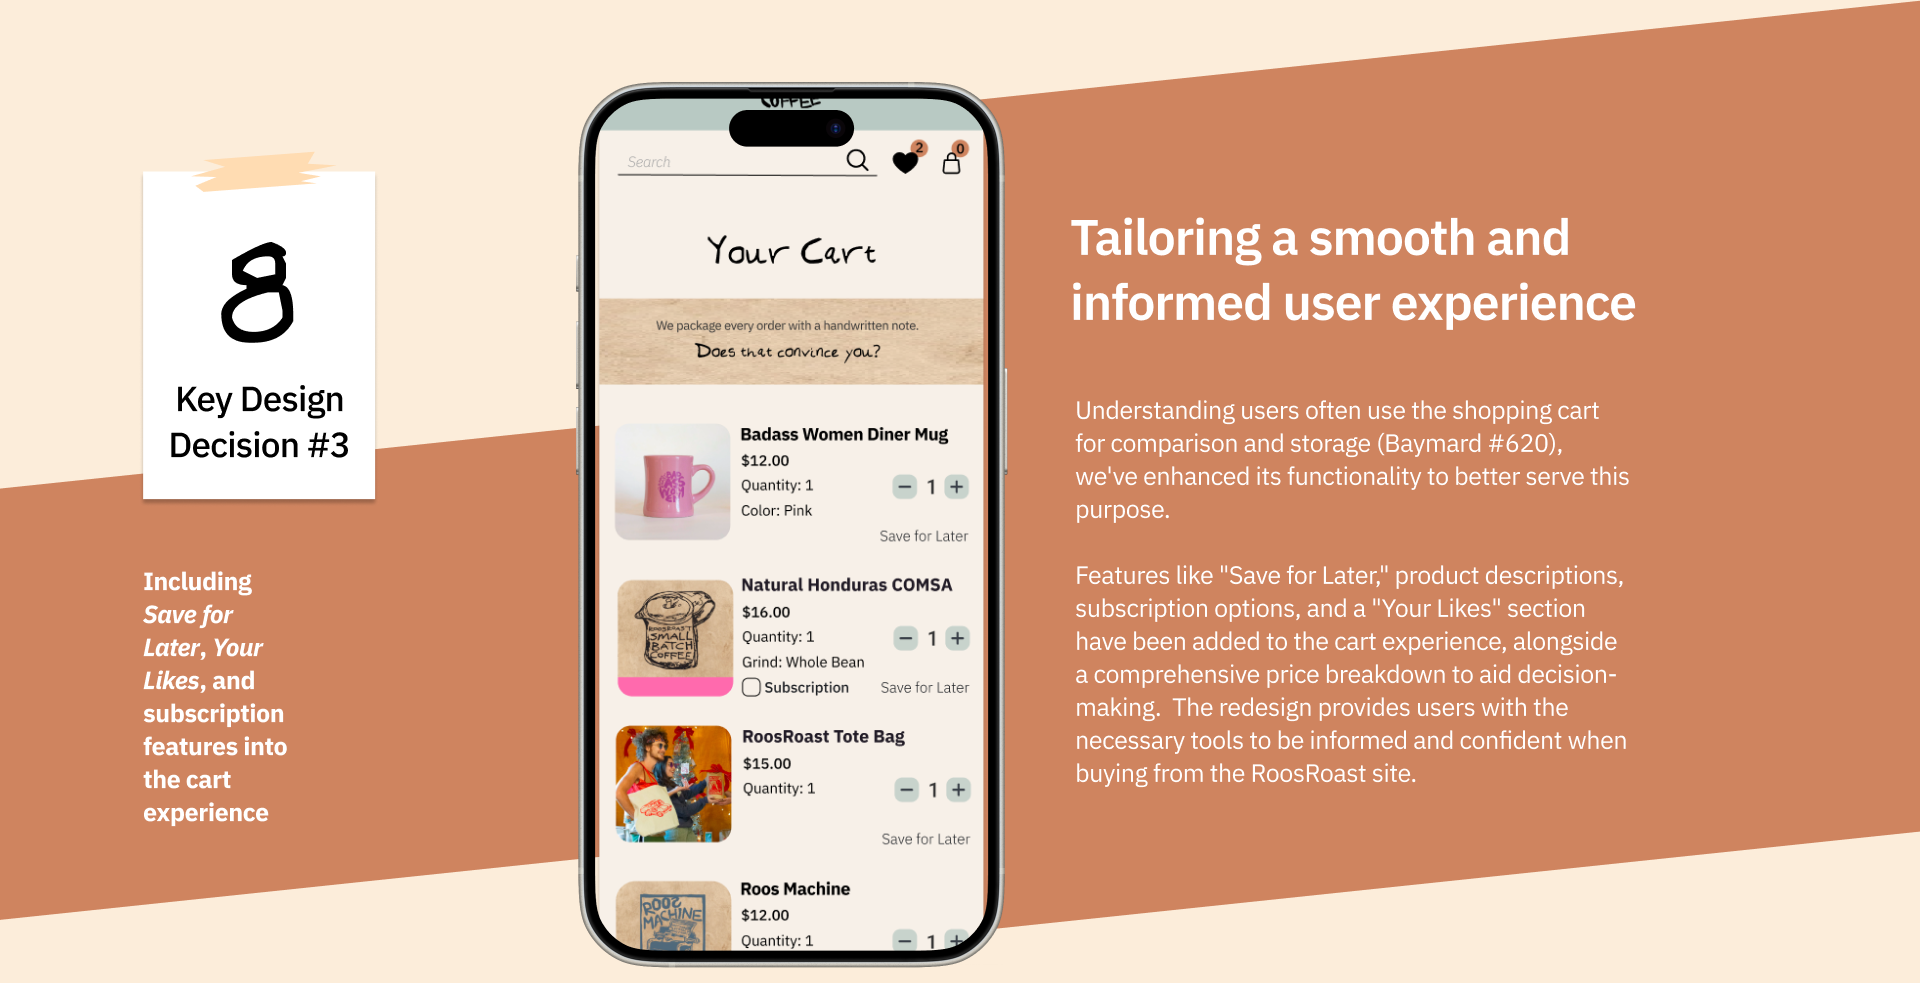 8
Key Design
Decision #3
Including
Save for
Later, Your
Likes, and
subscription
features into
the cart
experience
COFFEE
Search
2
0
Your Cart
We package every order with a handwritten note.
Does that convince you?
Badass Women Diner Mug
$12.00
Quantity: 1
Color: Pink
− 1 +
Save for Later
ROOSROAST
SMALL
BATCH
COFFEE
Natural Honduras COMSA
$16.00
Quantity: 1
Grind: Whole Bean
Subscription
− 1 +
Save for Later
RoosRoast Tote Bag
$15.00
Quantity: 1
− 1 +
Save for Later
ROOS
MACHINE
Roos Machine
$12.00
Quantity: 1
− 1 +
Tailoring a smooth and
informed user experience
Understanding users often use the shopping cart
for comparison and storage (Baymard #620),
we've enhanced its functionality to better serve this
purpose.
Features like "Save for Later," product descriptions,
subscription options, and a "Your Likes" section
have been added to the cart experience, alongside
a comprehensive price breakdown to aid decision-
making.  The redesign provides users with the
necessary tools to be informed and confident when
buying from the RoosRoast site.